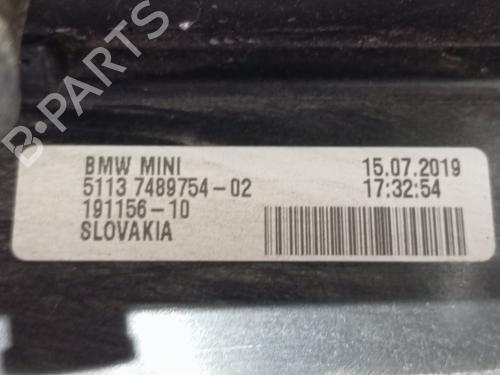 B-PARTS
BMW MINI 15.07.2019
5113 7489754-02 17:32:54
191156-10
SLOVAKIA